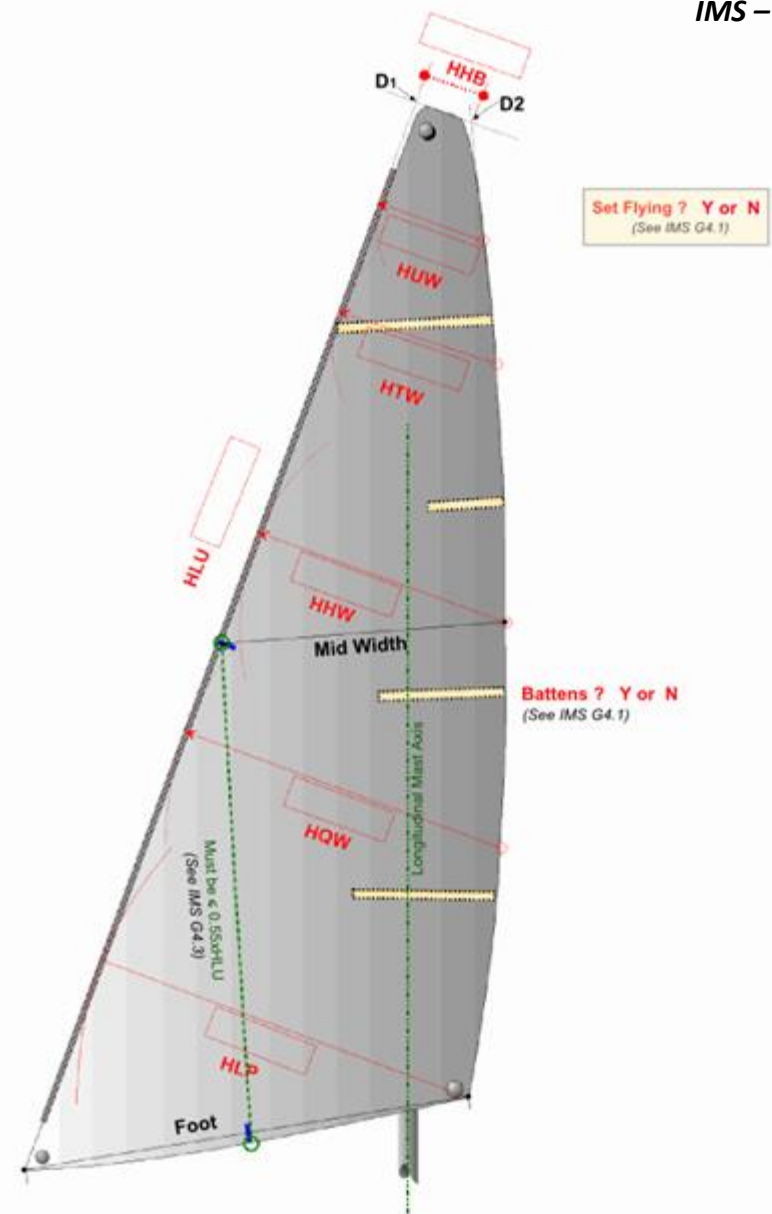 IMS –
HHB
D1
D2
Set Flying ? Y or N
(See IMS G4.1)
HUW
HTW
HLU
HHW
Mid Width
Battens ? Y or N
(See IMS G4.1)
Longitudinal Mast Axis
HQW
Must be ≤ 0.55xHLU
(See IMS G4.3)
HLP
Foot